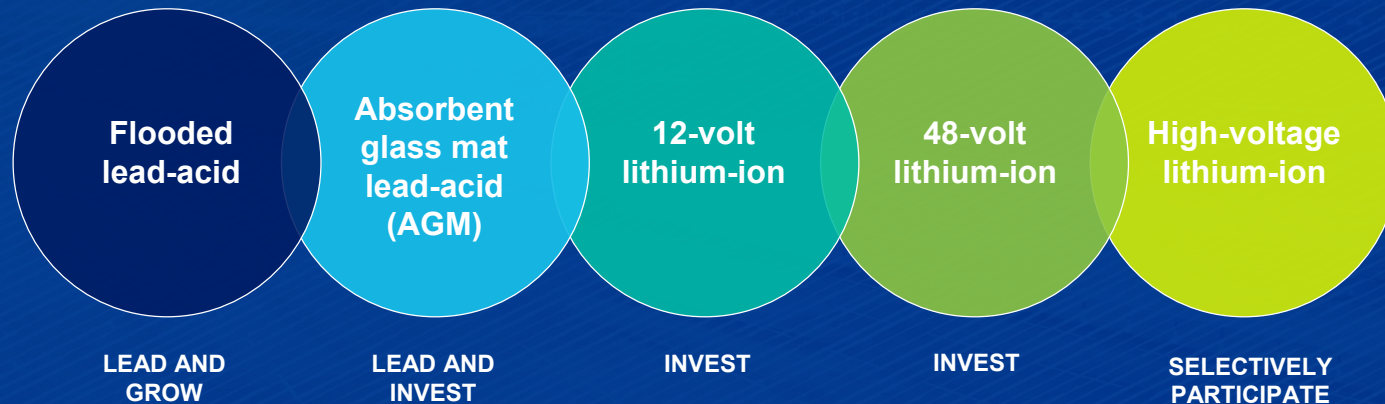 Flooded
lead-acid
Absorbent
glass mat
lead-acid
(AGM)
12-volt
lithium-ion
48-volt
lithium-ion
High-voltage
lithium-ion
LEAD AND
GROW
LEAD AND
INVEST
INVEST
INVEST
SELECTIVELY
PARTICIPATE